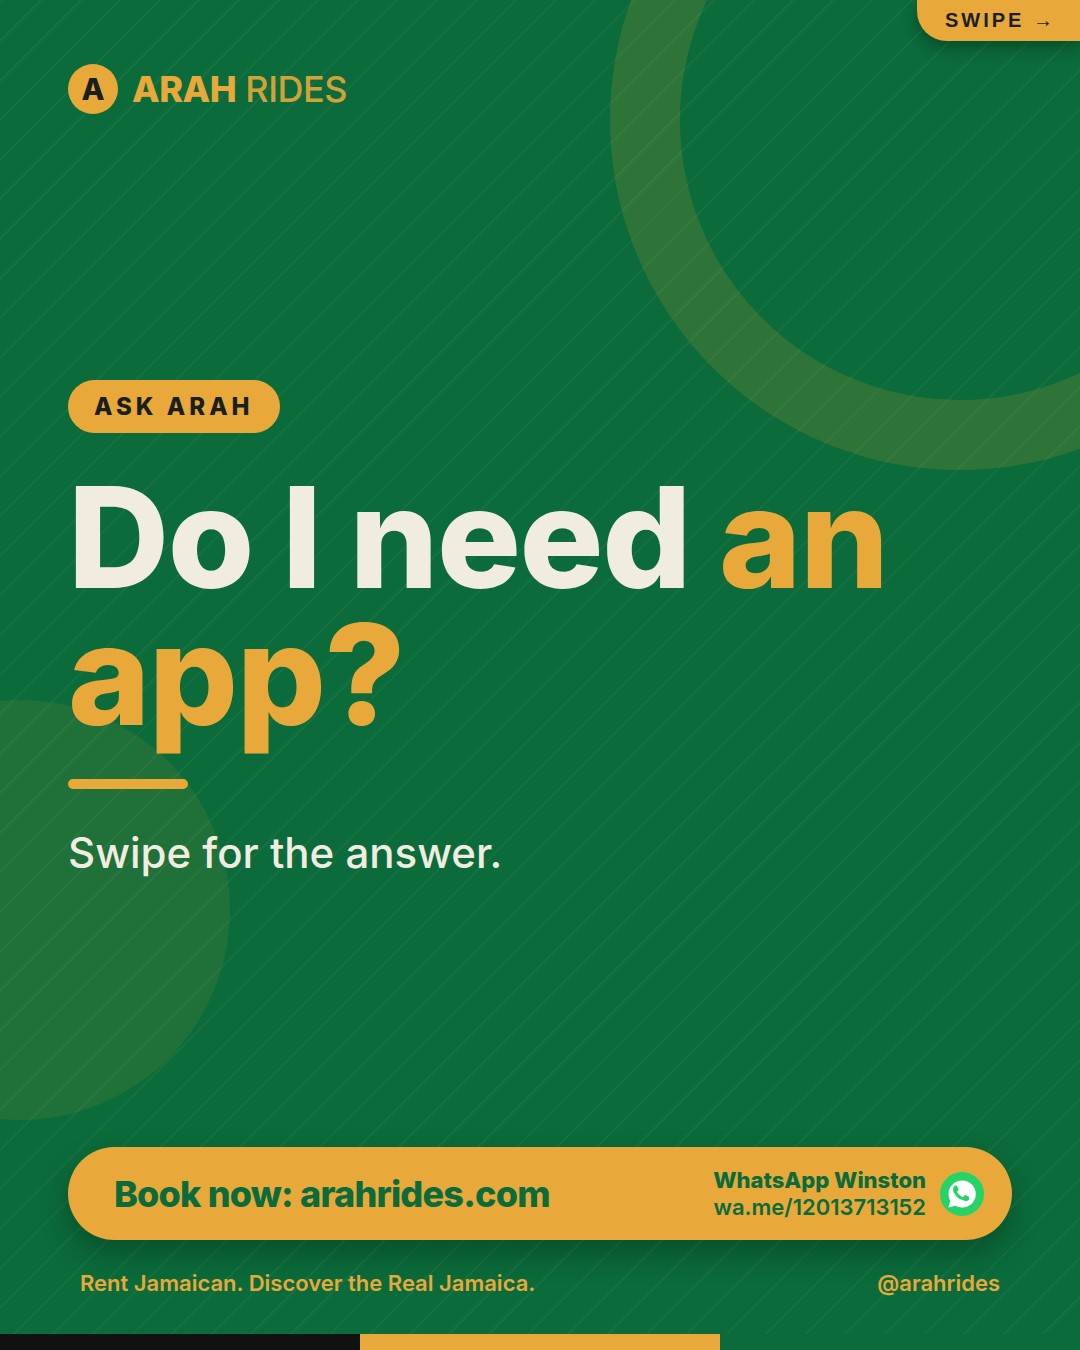 SWIPE →
A ARAH RIDES
ASK ARAH
Do I need an
app?
Swipe for the answer.
Book now: arahrides.com
WhatsApp Winston
wa.me/12013713152
Rent Jamaican. Discover the Real Jamaica.
@arahrides